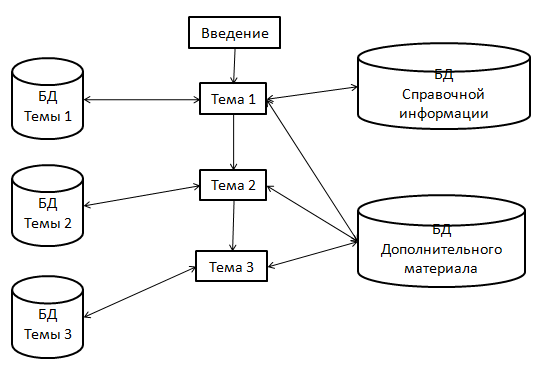 Введение
БД
Темы 1
Тема 1
БД
Справочной
информации
БД
Темы 2
Тема 2
БД
Дополнительного
материала
Тема 3
БД
Темы 3